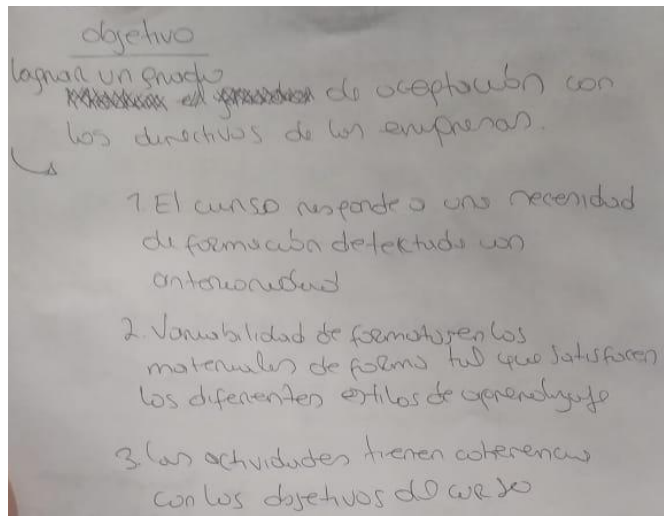 objetivo
lograr un grado
de aceptación con
los directivos de las empresas.
1. El curso responde a una necesidad
de formación detektada con
anterioridad
2. Variabilidad de formatos en los
materiales de forma tal que satisfacen
los diferentes estilos de aprendizaje
3. Las actividades tienen coherencia
con los objetivos del curso